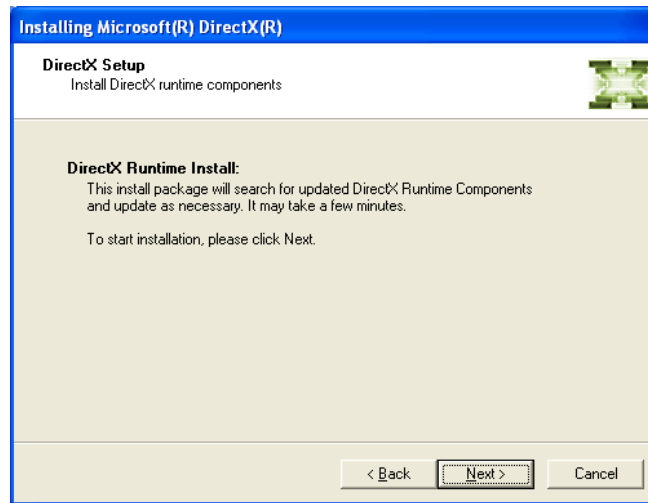 Installing Microsoft(R) DirectX(R)
DirectX Setup
Install DirectX runtime components
DirectX Runtime Install:
This install package will search for updated DirectX Runtime Components
and update as necessary. It may take a few minutes.
To start installation, please click Next.
< Back
Next >
Cancel